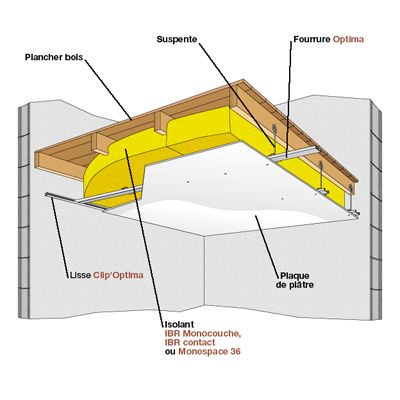 Suspente
Fourrure Optima
Plancher bois
Lisse Clip'Optima
Plaque
de plâtre
Isolant
IBR Monocouche,
IBR contact
ou Monospace 36